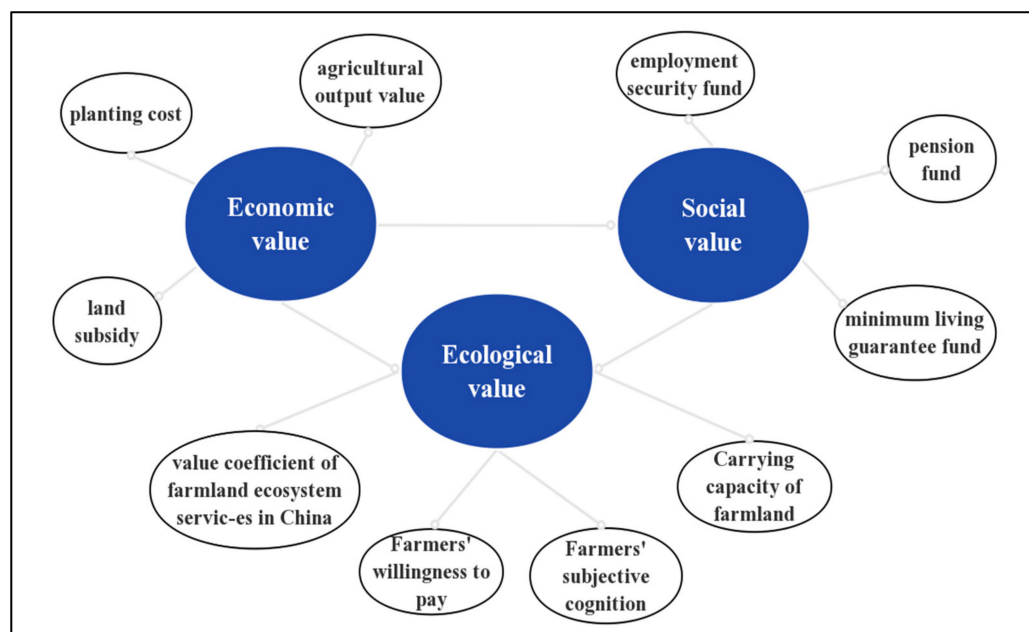 agricultural
output value
employment
security fund
planting cost
pension
fund
Economic
value
Social
value
land
subsidy
minimum living
guarantee fund
Ecological
value
value coefficient of
farmland ecosystem
servic-es in China
Carrying
capacity of
farmland
Farmers'
willingness to
pay
Farmers'
subjective
cognition